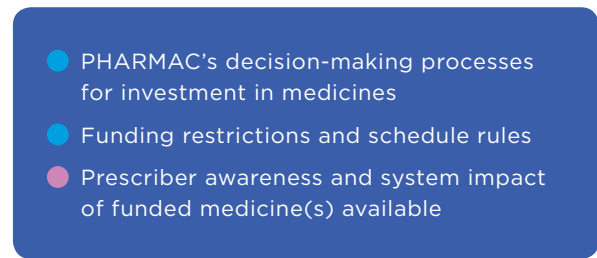 PHARMAC’s decision-making processes
for investment in medicines
Funding restrictions and schedule rules
Prescriber awareness and system impact
of funded medicine(s) available